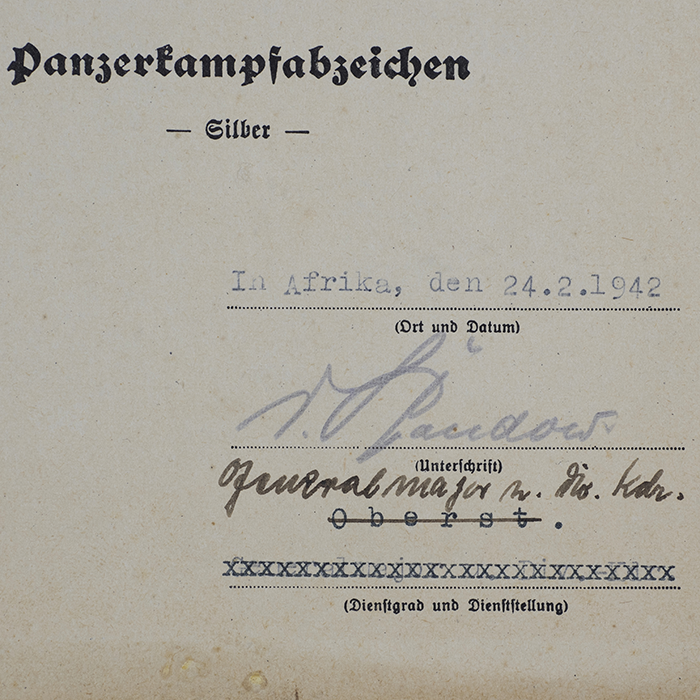 Panzerkampfabzeichen
— Silber —
In Afrika, den 24.2.1942
(Ort und Datum)
v. Randow
(Unterschrift)
Generalmajor u. Div. Kdr.
Oberst.
(Dienstgrad und Dienststellung)